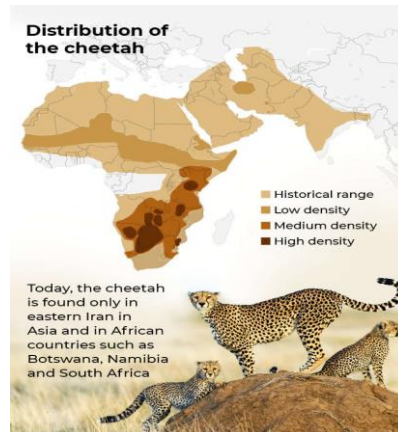 Distribution of
the cheetah
Historical range
Low density
Medium density
High density
Today, the cheetah
is found only in
eastern Iran in
Asia and in African
countries such as
Botswana, Namibia
and South Africa